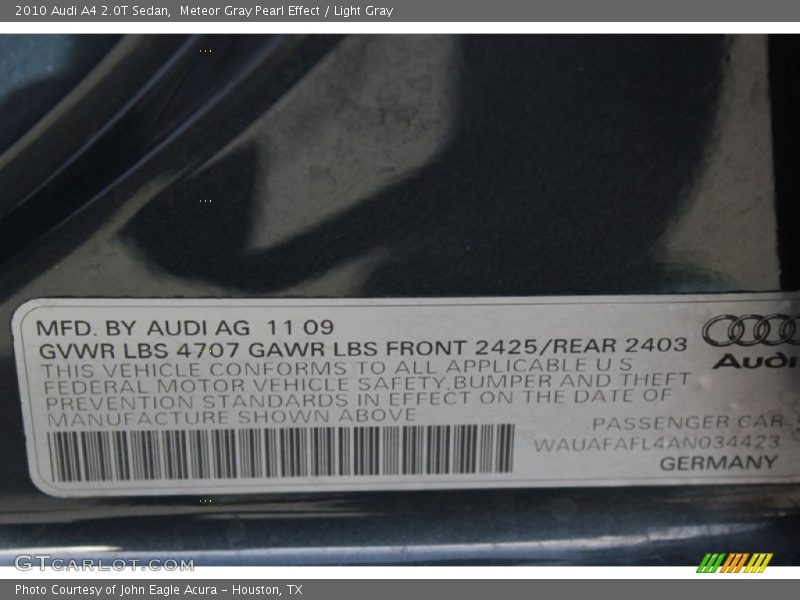 2010 Audi A4 2.0T Sedan,  Meteor Gray Pearl Effect / Light Gray
MFD. BY AUDI AG  11 09
GVWR LBS 4707 GAWR LBS FRONT 2425/REAR 2403
THIS VEHICLE CONFORMS TO ALL APPLICABLE U S
FEDERAL MOTOR VEHICLE SAFETY,BUMPER AND THEFT
PREVENTION STANDARDS IN EFFECT ON THE DATE OF
MANUFACTURE SHOWN ABOVE
Audi
PASSENGER CAR
WAUAFAFL4AN034423
GERMANY
GTCARLOT.COM
Photo Courtesy of John Eagle Acura - Houston, TX